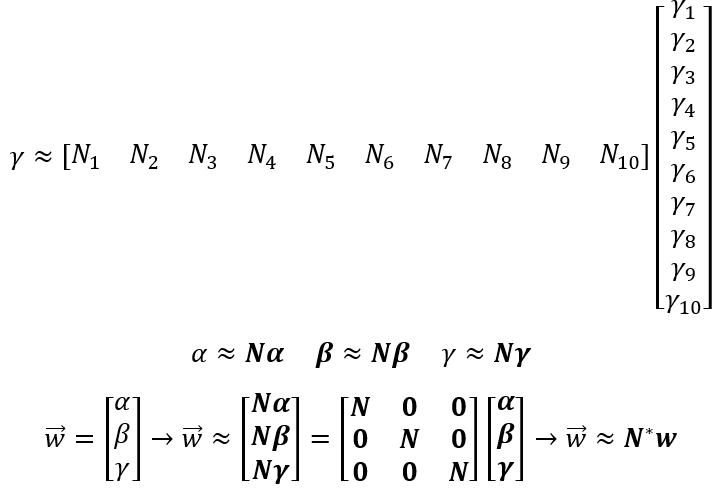 γ ≈ [N₁ N₂ N₃ N₄ N₅ N₆ N₇ N₈ N₉ N₁₀] [γ₁ γ₂ γ₃ γ₄ γ₅ γ₆ γ₇ γ₈ γ₉ γ₁₀]
α ≈ Nα β ≈ Nβ γ ≈ Nγ
w⃗ = [α β γ] → w⃗ ≈ [Nα Nβ Nγ] = [N 0 0 0 N 0 0 0 N] [α β γ] → w⃗ ≈ N*w